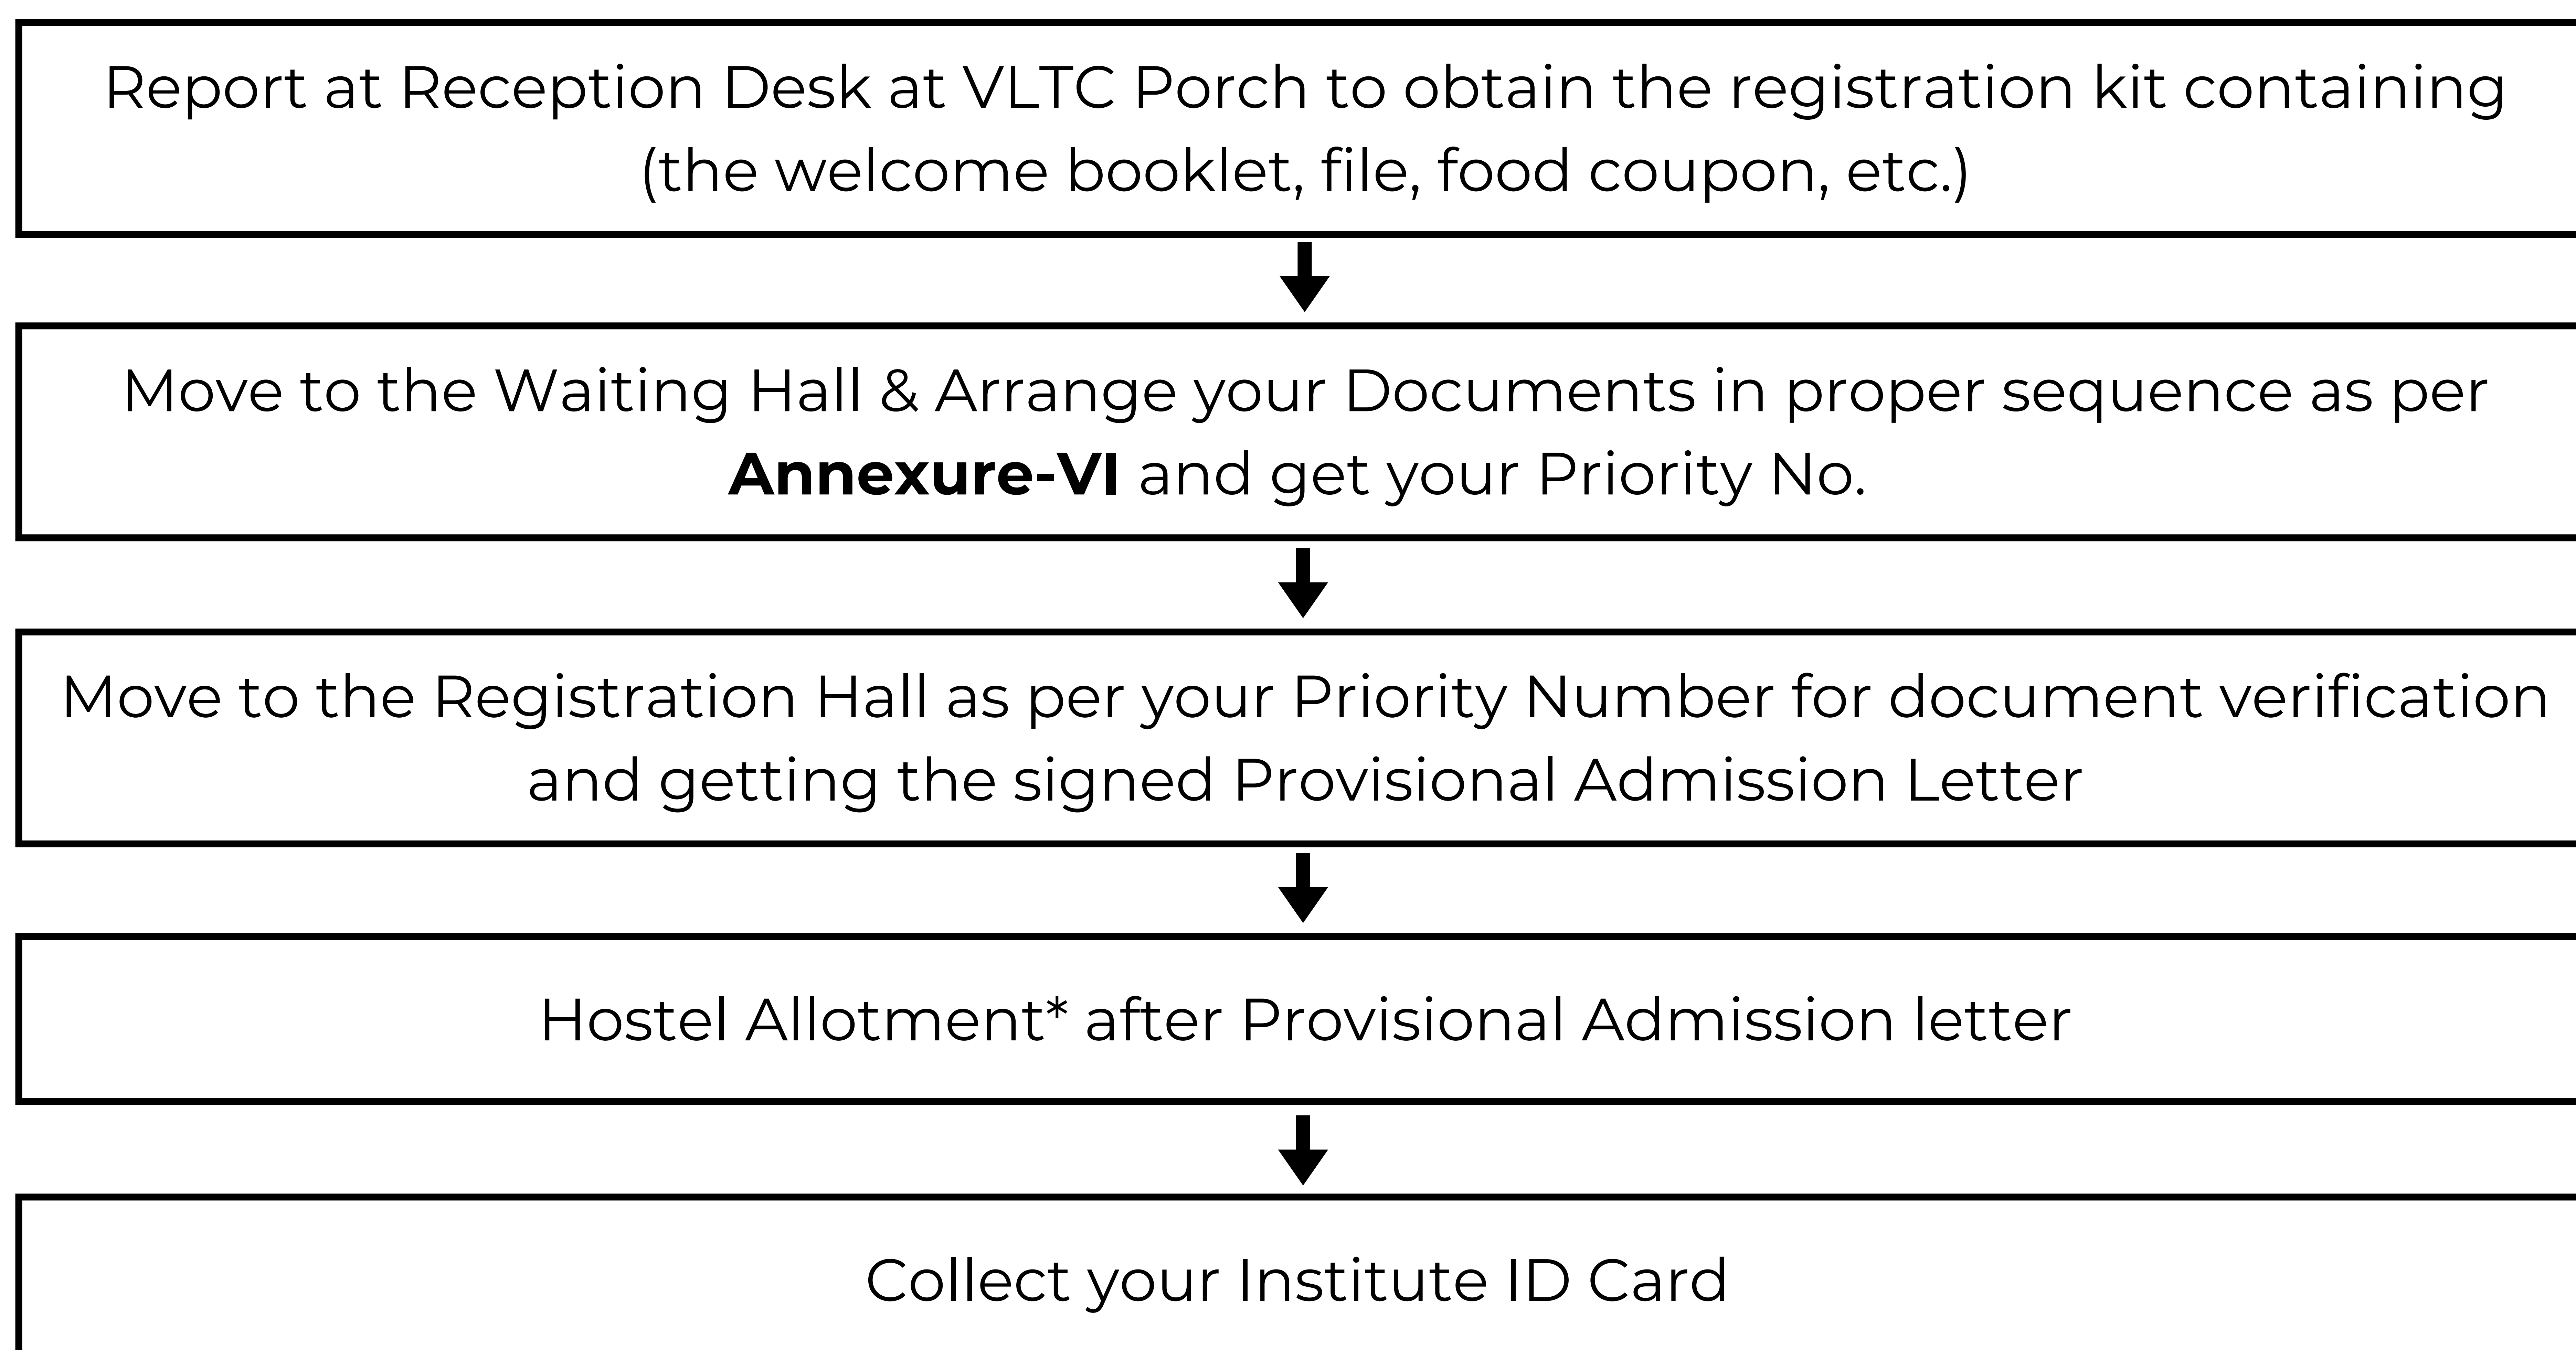 Report at Reception Desk at VLTC Porch to obtain the registration kit containing
(the welcome booklet, file, food coupon, etc.)
Move to the Waiting Hall & Arrange your Documents in proper sequence as per
Annexure-VI and get your Priority No.
Move to the Registration Hall as per your Priority Number for document verification
and getting the signed Provisional Admission Letter
Hostel Allotment* after Provisional Admission letter
Collect your Institute ID Card